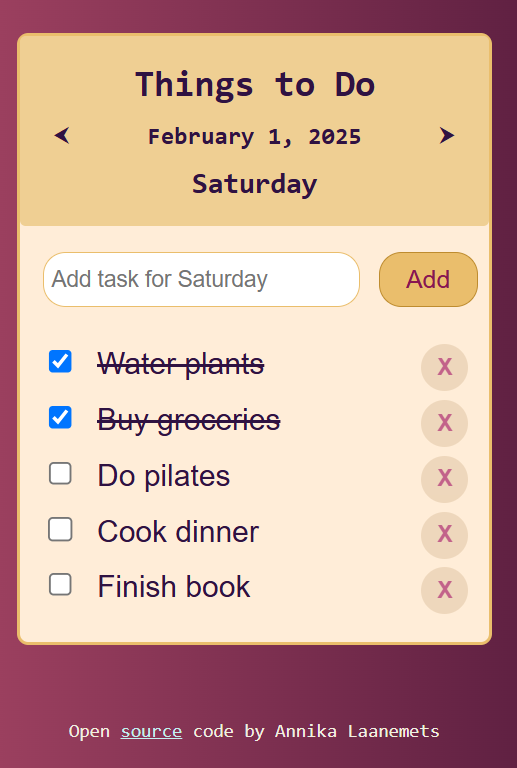 Things to Do
February 1, 2025
Saturday
Add task for Saturday
Add
Water plants X
Buy groceries X
Do pilates X
Cook dinner X
Finish book X
Open source code by Annika Laanemets